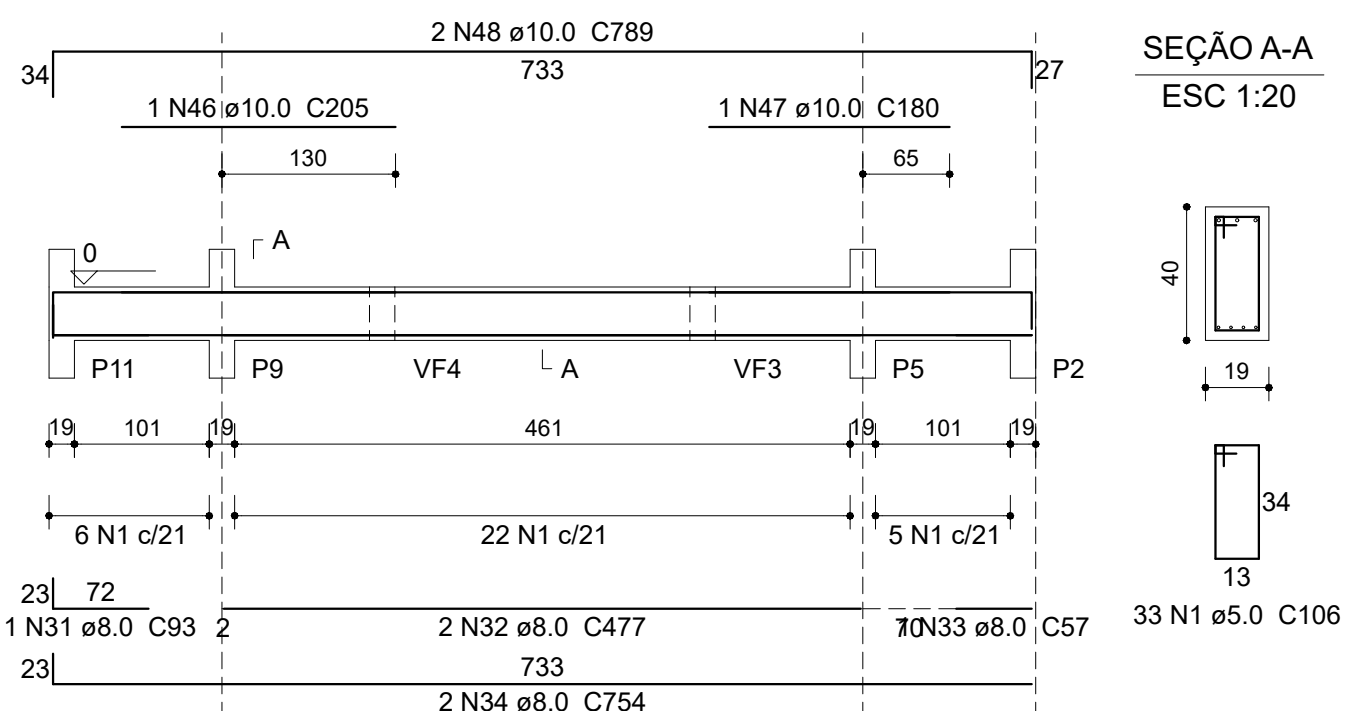 2 N48 ø10.0 C789
34
733
27
1 N46 ø10.0 C205
1 N47 ø10.0 C180
130
65
SEÇÃO A-A
ESC 1:20
A
0
P11
P9
VF4
A
VF3
P5
P2
40
19
19
101
19
461
19
101
19
6 N1 c/21
22 N1 c/21
5 N1 c/21
34
13
33 N1 ø5.0 C106
23
72
1 N31 ø8.0 C93
2
2 N32 ø8.0 C477
70
1 N33 ø8.0 C57
23
733
2 N34 ø8.0 C754